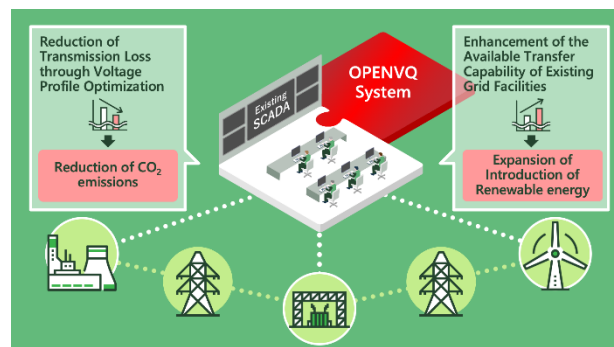 Reduction of
Transmission Loss
through Voltage
Profile Optimization
Reduction of CO₂
emissions
Existing
SCADA
OPENVQ
System
Enhancement of the
Available Transfer
Capability of Existing
Grid Facilities
Expansion of
Introduction of
Renewable energy